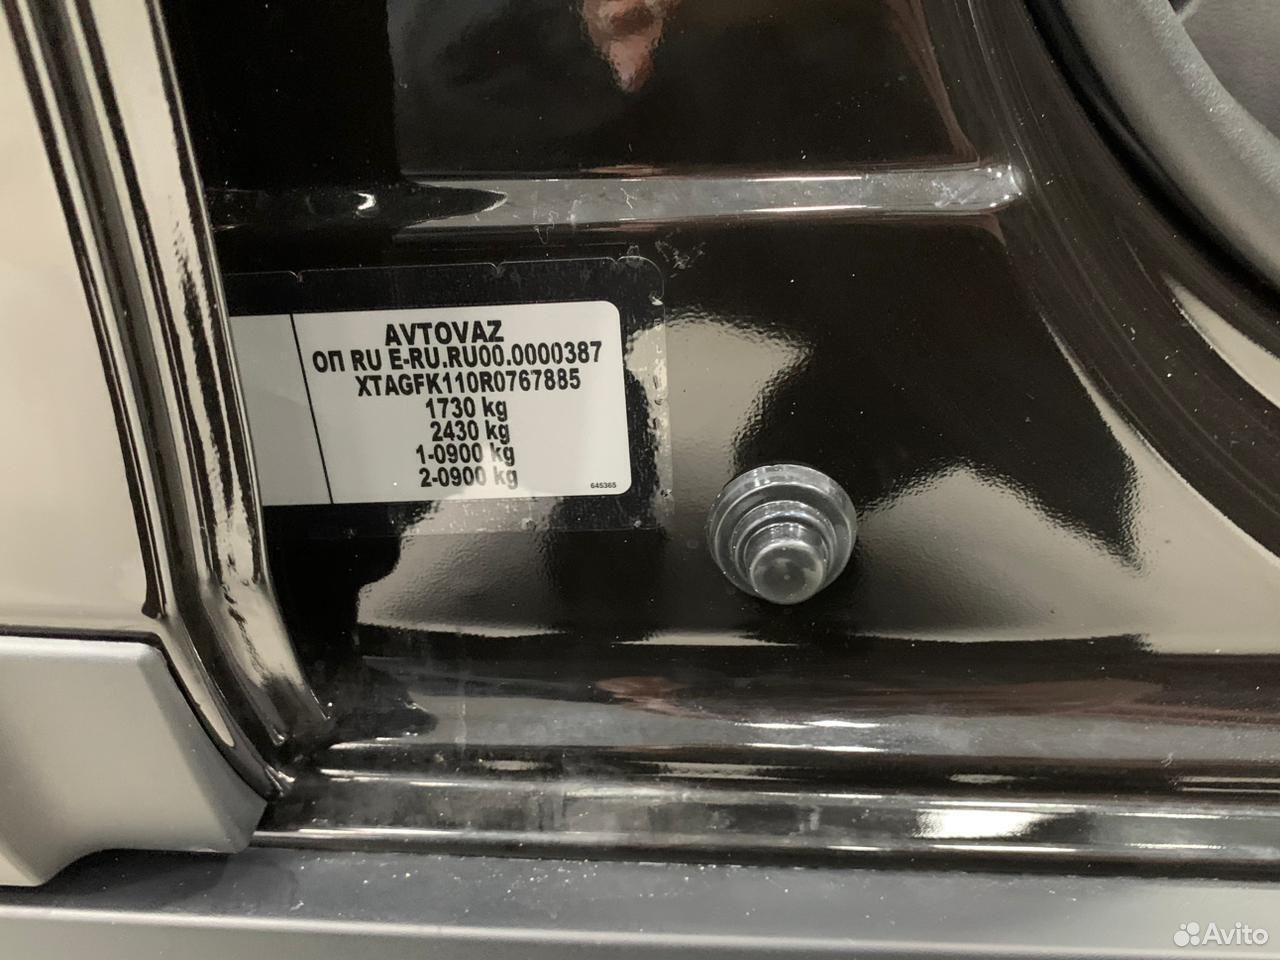 AVTOVAZ
ОП RU E-RU.RU00.0000387
XTAGFK110R0767885
1730 kg
2430 kg
1-0900 kg
2-0900 kg
645365
Avito